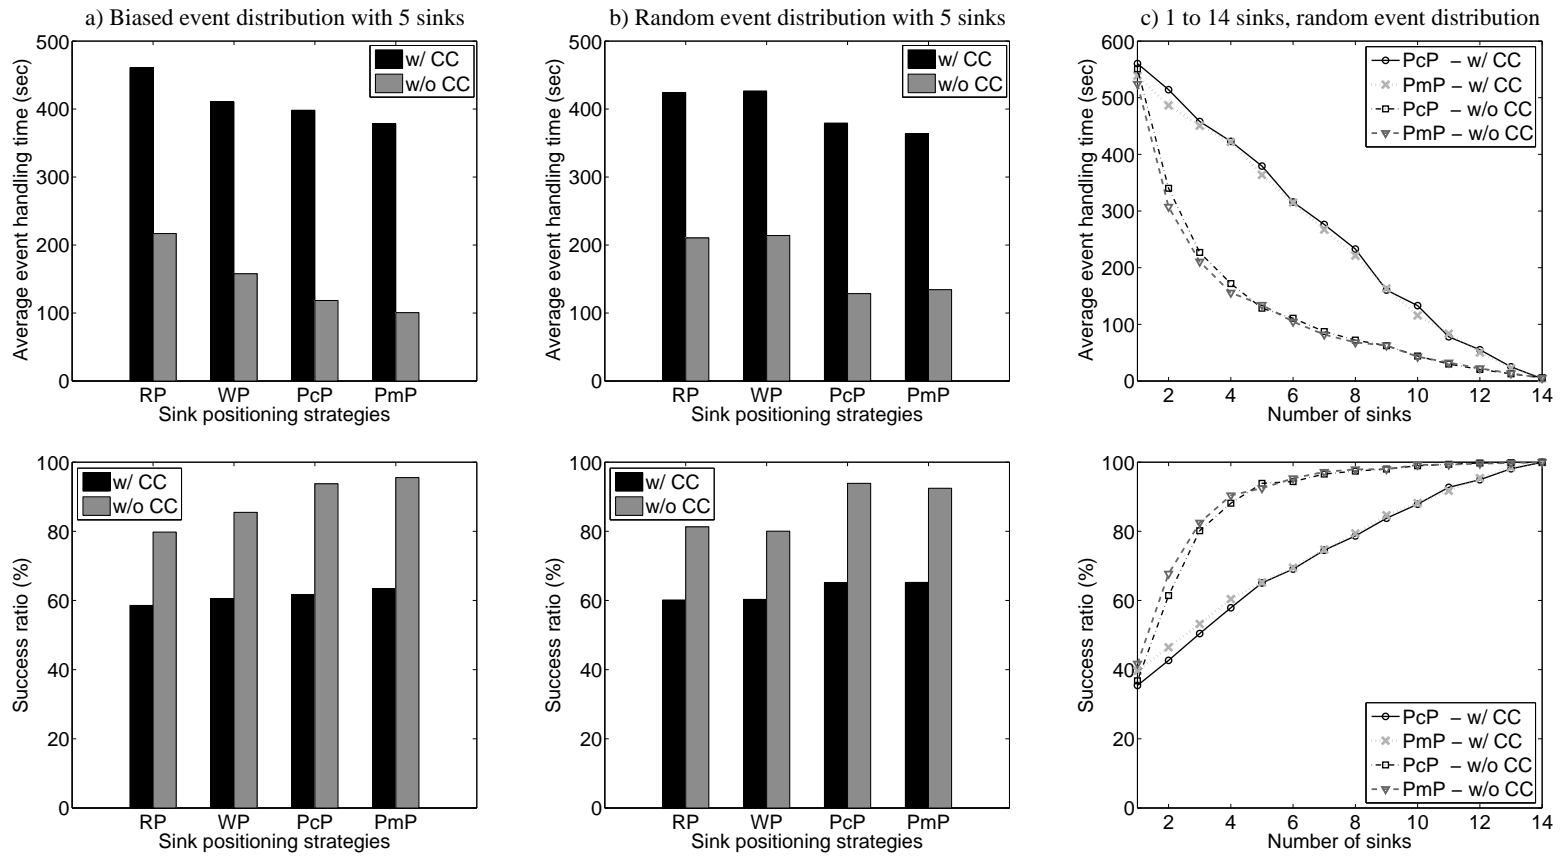 a) Biased event distribution with 5 sinks
b) Random event distribution with 5 sinks
c) 1 to 14 sinks, random event distribution
Average event handling time (sec)
500
400
300
200
100
0
w/ CC
w/o CC
RP WP PcP PmP
Sink positioning strategies
Average event handling time (sec)
500
400
300
200
100
0
w/ CC
w/o CC
RP WP PcP PmP
Sink positioning strategies
Average event handling time (sec)
600
500
400
300
200
100
0
PcP – w/ CC
PmP – w/ CC
PcP – w/o CC
PmP – w/o CC
2 4 6 8 10 12 14
Number of sinks
Success ratio (%)
100
80
60
40
20
0
w/ CC
w/o CC
RP WP PcP PmP
Sink positioning strategies
Success ratio (%)
100
80
60
40
20
0
w/ CC
w/o CC
RP WP PcP PmP
Sink positioning strategies
Success ratio (%)
100
80
60
40
20
0
PcP – w/ CC
PmP – w/ CC
PcP – w/o CC
PmP – w/o CC
2 4 6 8 10 12 14
Number of sinks